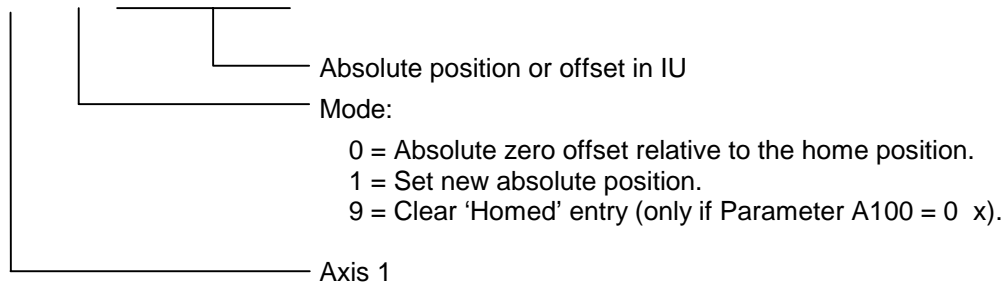 Absolute position or offset in IU
Mode:
0 = Absolute zero offset relative to the home position.
1 = Set new absolute position.
9 = Clear ‘Homed’ entry (only if Parameter A100 = 0 x).
Axis 1